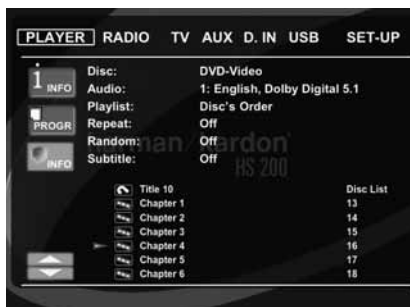 PLAYER RADIO TV AUX D. IN USB SET-UP
1 INFO
Disc: DVD-Video
Audio: 1: English, Dolby Digital 5.1
Playlist: Disc's Order
PROGR
Repeat: Off
Random: Off
harman/kardon
INFO
Subtitle: Off
HS 200
Title 10 Disc List
Chapter 1 13
Chapter 2 14
Chapter 3 15
Chapter 4 16
Chapter 5 17
Chapter 6 18